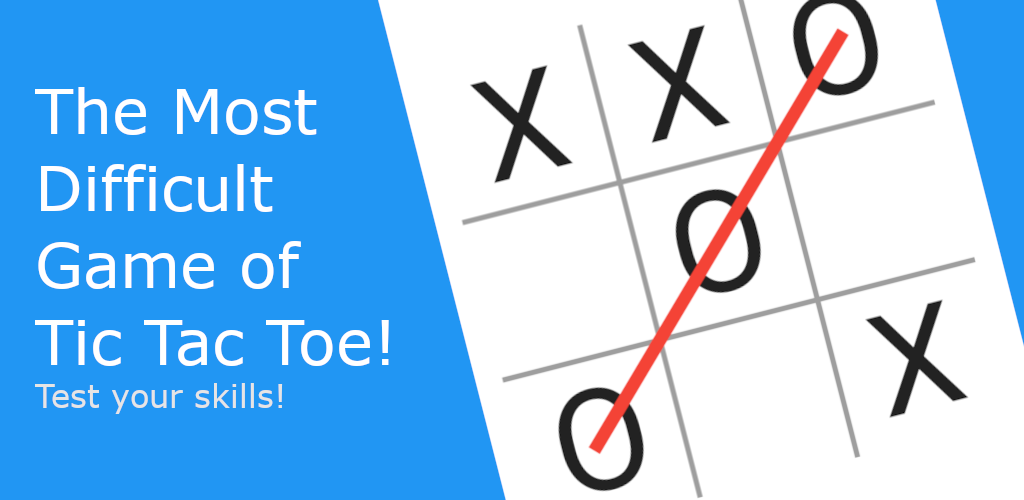 The Most
Difficult
Game of
Tic Tac Toe!
Test your skills!
X X O
O
O X